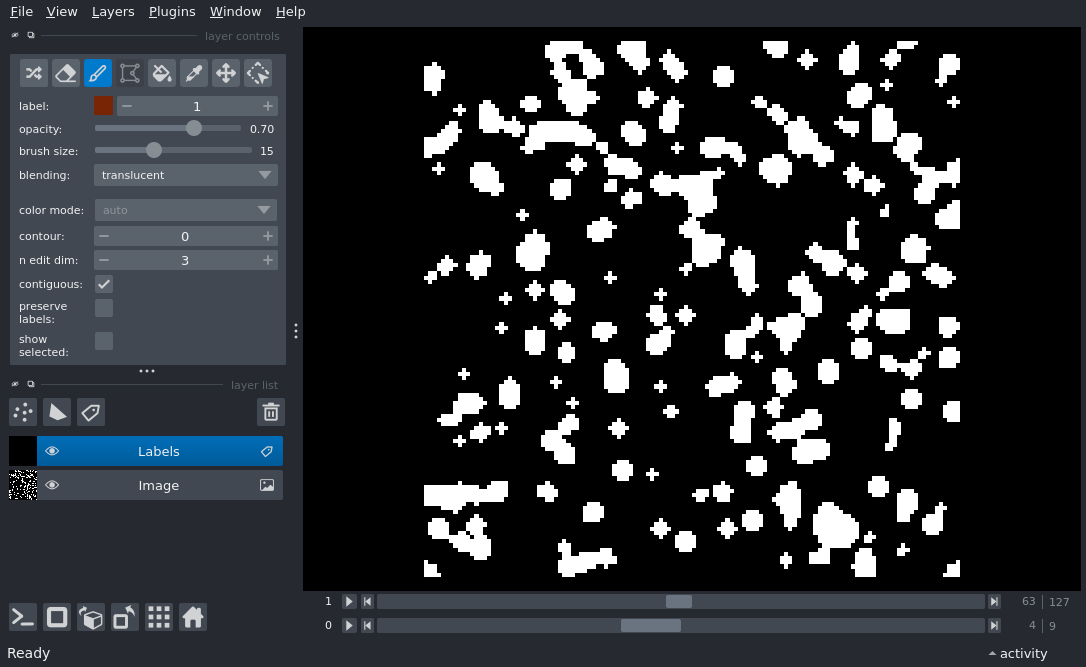 File View Layers Plugins Window Help
layer controls
label: 1
opacity: 0.70
brush size: 15
blending: translucent
color mode: auto
contour: 0
n edit dim: 3
contiguous:
preserve
labels:
show
selected:
layer list
Labels
Image
1 63 127
0 4 9
Ready activity